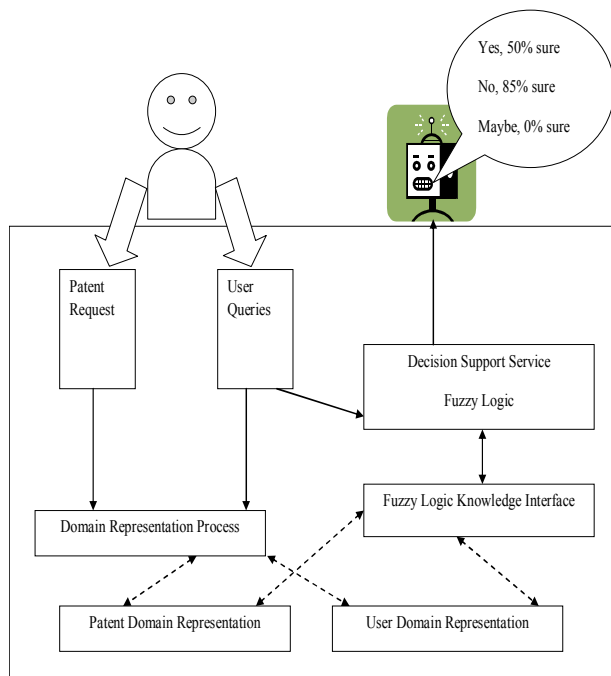 Yes, 50% sure
No, 85% sure
Maybe, 0% sure
Patent
Request
User
Queries
Decision Support Service
Fuzzy Logic
Fuzzy Logic Knowledge Interface
Domain Representation Process
Patent Domain Representation
User Domain Representation